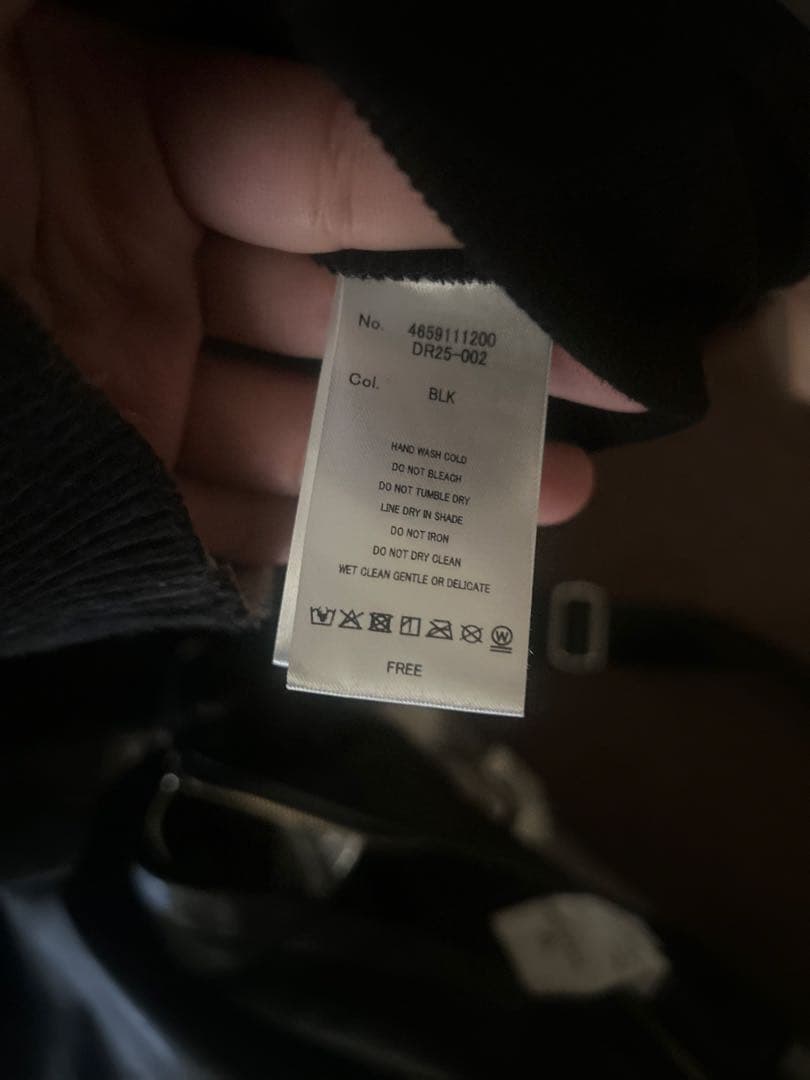 No. 4659111200
DR25-002
Col. BLK
HAND WASH COLD
DO NOT BLEACH
DO NOT TUMBLE DRY
LINE DRY IN SHADE
DO NOT IRON
DO NOT DRY CLEAN
WET CLEAN GENTLE OR DELICATE
W
FREE